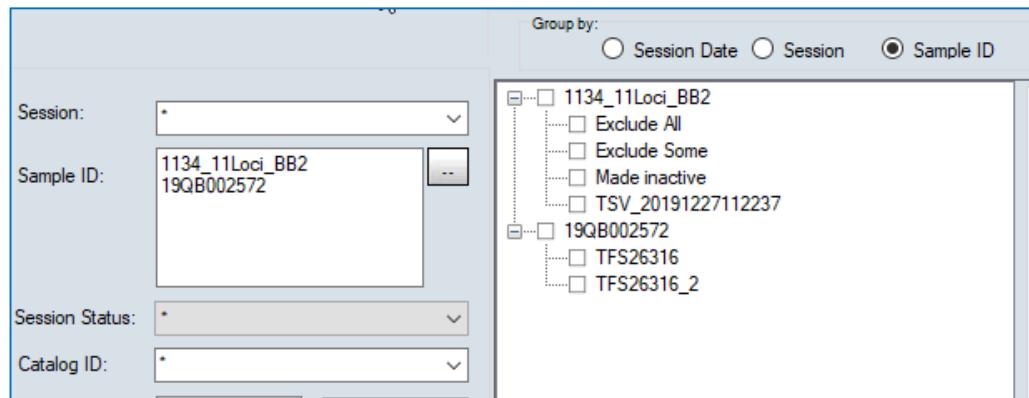 Group by:
Session Date Session Sample ID
Session: *
Sample ID: 1134_11Loci_BB2
19QB002572
..
Session Status: *
Catalog ID: *
1134_11Loci_BB2
Exclude All
Exclude Some
Made inactive
TSV_20191227112237
19QB002572
TFS26316
TFS26316_2